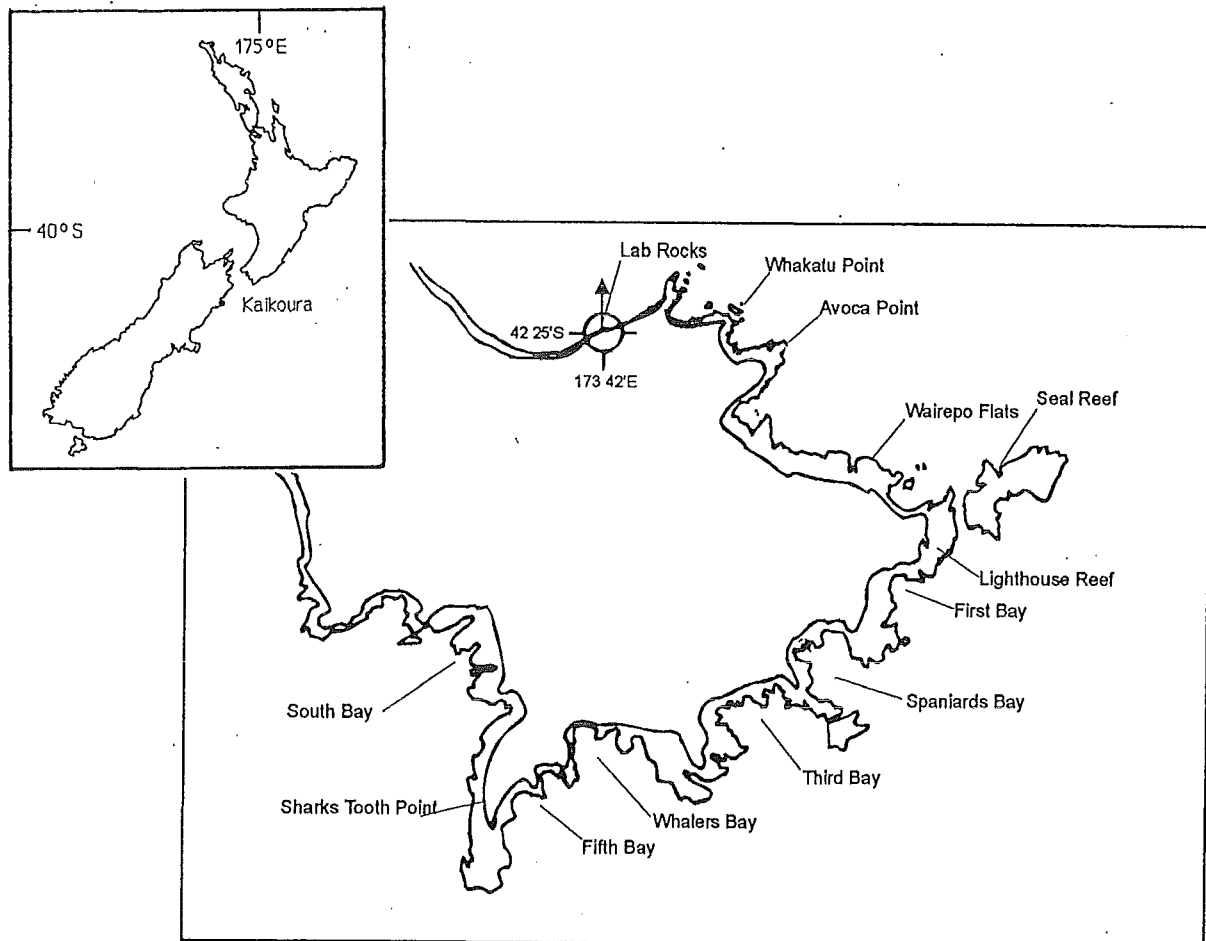 175°E
40°S
Kaikoura
Lab Rocks
Whakatu Point
Avoca Point
42 25'S
173 42'E
Wairepo Flats
Seal Reef
Lighthouse Reef
First Bay
South Bay
Spaniards Bay
Third Bay
Sharks Tooth Point
Whalers Bay
Fifth Bay